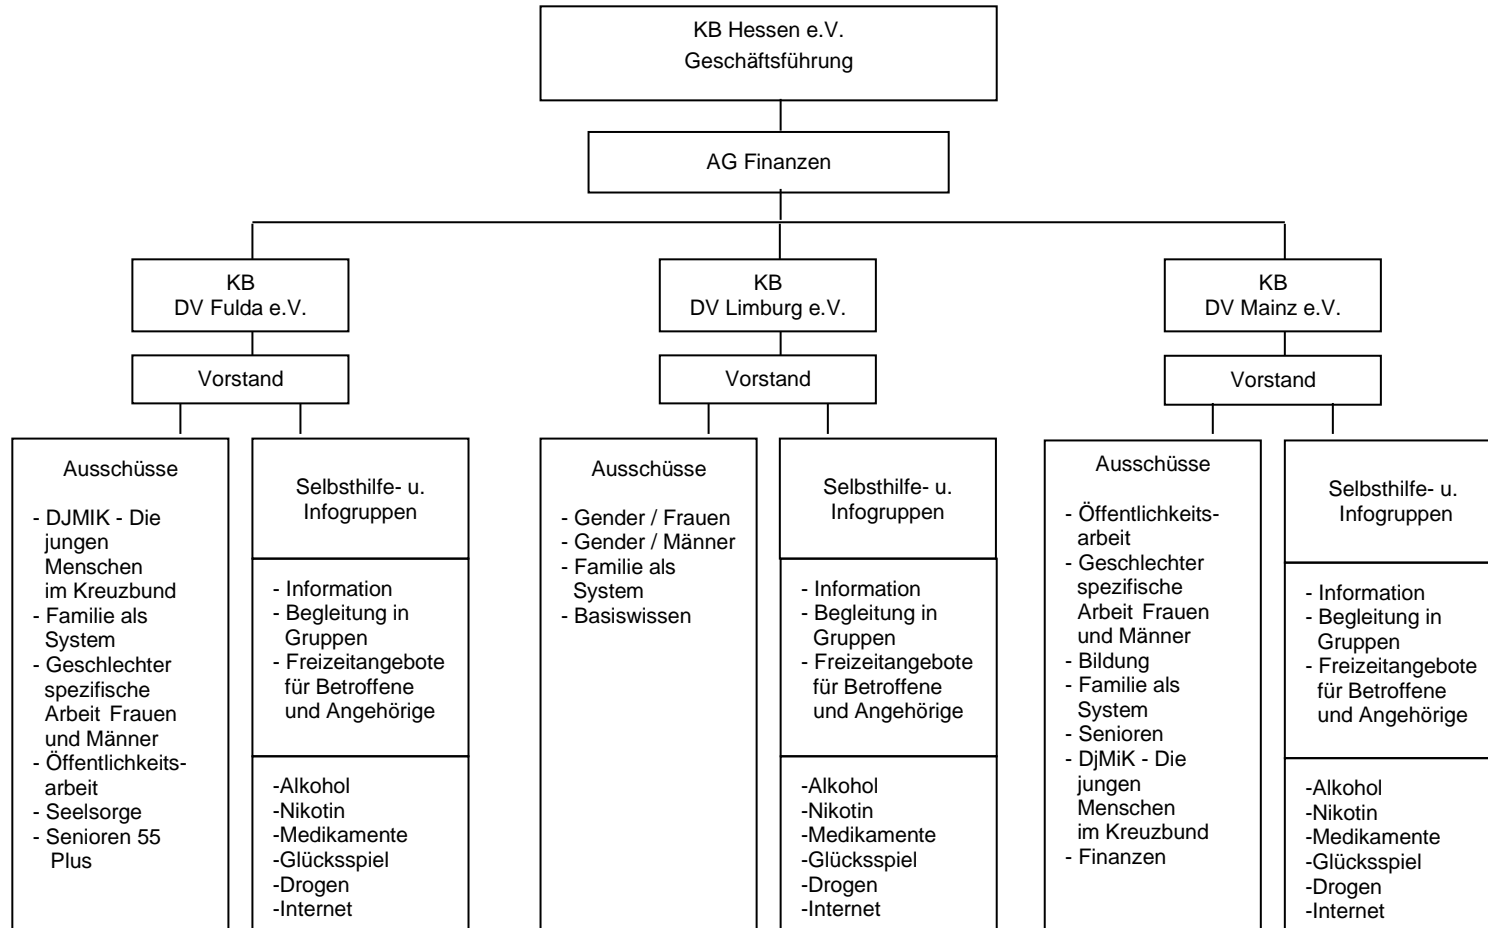 KB Hessen e.V.
Geschäftsführung
AG Finanzen
KB
DV Fulda e.V.
KB
DV Limburg e.V.
KB
DV Mainz e.V.
Vorstand
Vorstand
Vorstand
Ausschüsse
- DJMIK - Die
jungen
Menschen
im Kreuzbund
- Familie als
System
- Geschlechter
spezifische
Arbeit Frauen
und Männer
- Öffentlichkeits-
arbeit
- Seelsorge
- Senioren 55
Plus
Selbsthilfe- u.
Infogruppen
- Information
- Begleitung in
Gruppen
- Freizeitangebote
für Betroffene
und Angehörige
-Alkohol
-Nikotin
-Medikamente
-Glücksspiel
-Drogen
-Internet
Ausschüsse
- Gender / Frauen
- Gender / Männer
- Familie als
System
- Basiswissen
Selbsthilfe- u.
Infogruppen
- Information
- Begleitung in
Gruppen
- Freizeitangebote
für Betroffene
und Angehörige
-Alkohol
-Nikotin
-Medikamente
-Glücksspiel
-Drogen
-Internet
Ausschüsse
- Öffentlichkeits-
arbeit
- Geschlechter
spezifische
Arbeit Frauen
und Männer
- Bildung
- Familie als
System
- Senioren
- DjMiK - Die
jungen
Menschen
im Kreuzbund
- Finanzen
Selbsthilfe- u.
Infogruppen
- Information
- Begleitung in
Gruppen
- Freizeitangebote
für Betroffene
und Angehörige
-Alkohol
-Nikotin
-Medikamente
-Glücksspiel
-Drogen
-Internet